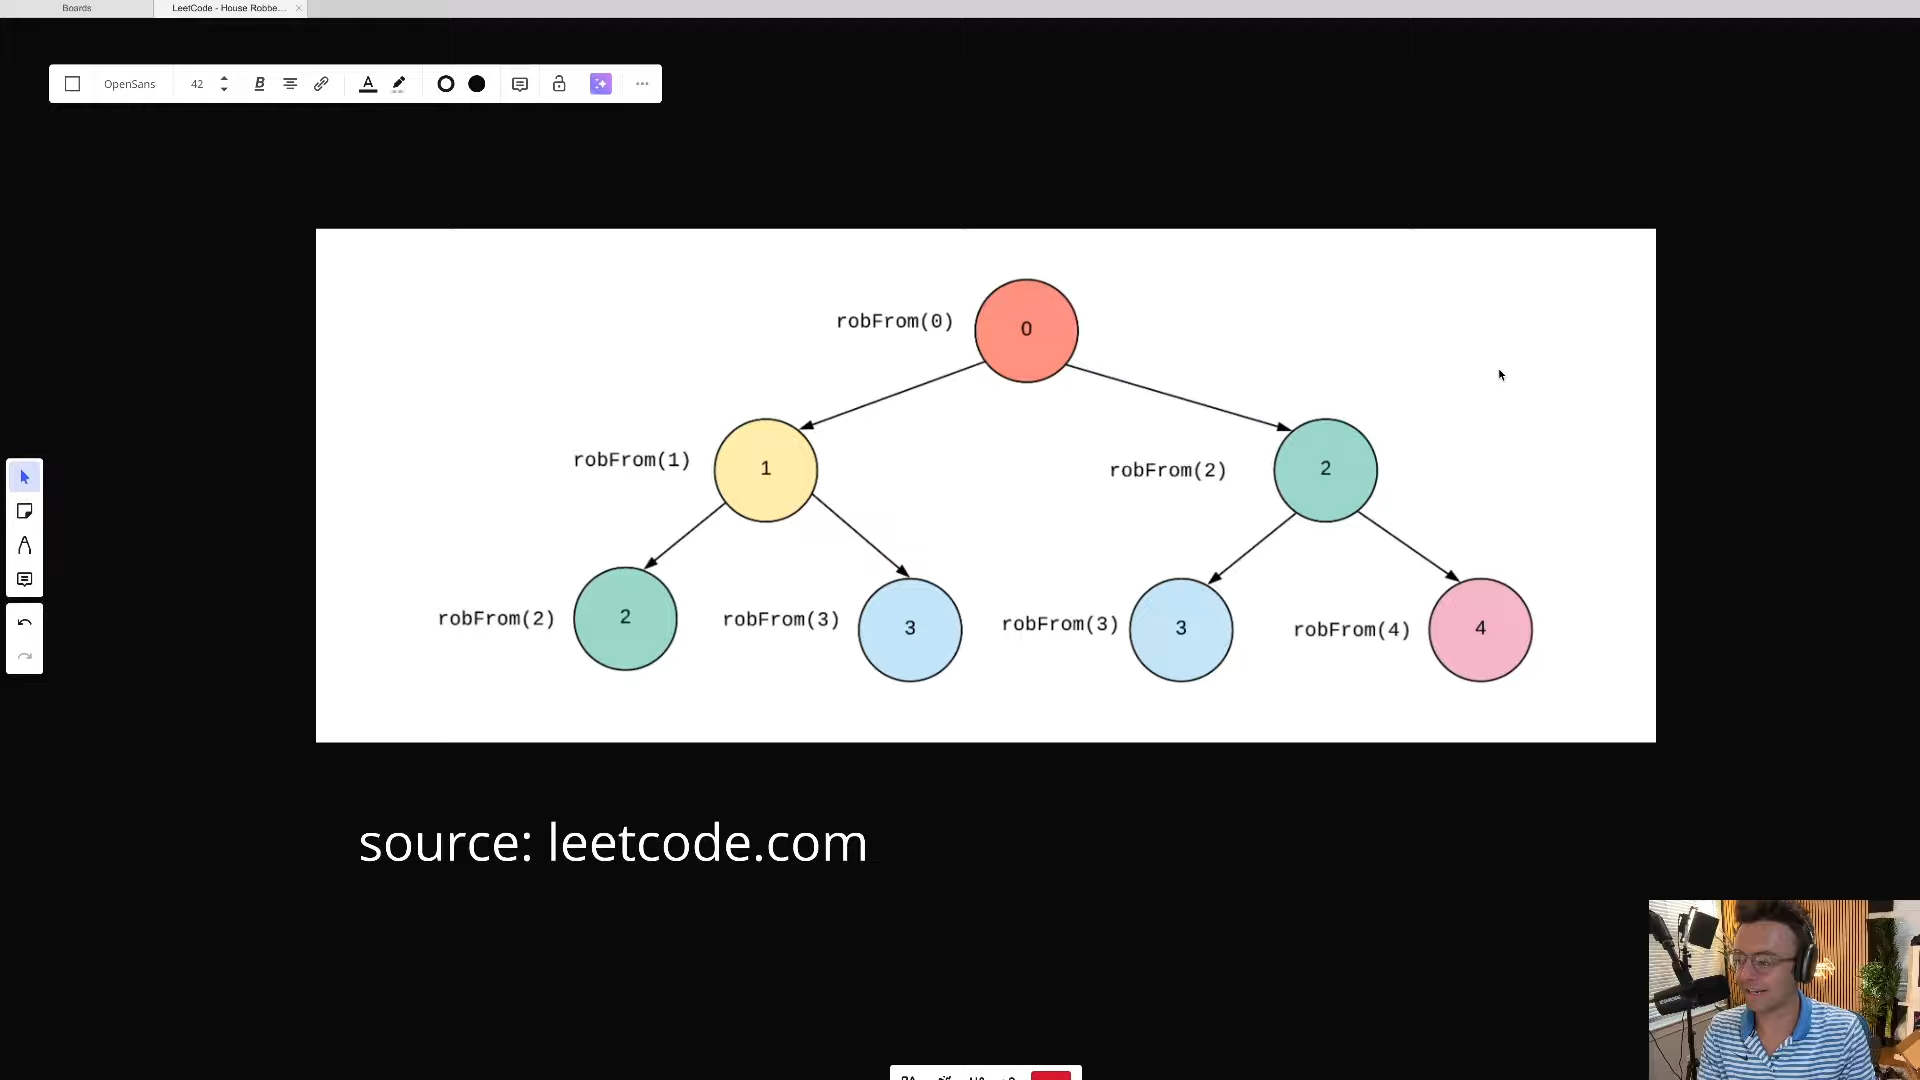 Boards
LeetCode - House Robbe...
OpenSans
42
B
A
robFrom(0)
0
robFrom(1)
1
robFrom(2)
2
robFrom(2)
2
robFrom(3)
3
robFrom(3)
3
robFrom(4)
4
source: leetcode.com